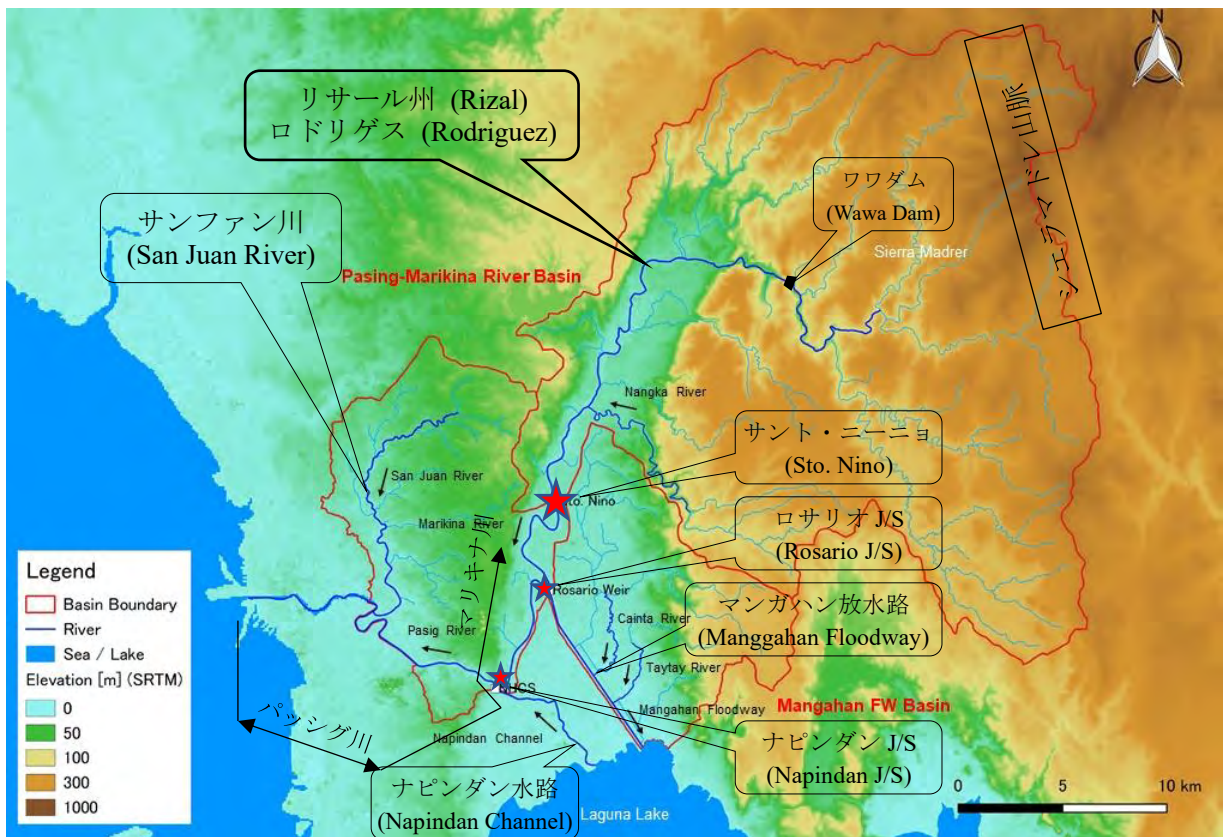 N
リサール州 (Rizal)
ロドリゲス (Rodriguez)
シェラマドレ山脈
ワワダム
(Wawa Dam)
サンファン川
(San Juan River)
Sierra Madrer
Pasing-Marikina River Basin
Nangka River
サント・ニーニョ
(Sto. Nino)
San Juan River
Sto. Nino
Marikina River
マリキナ川
ロサリオ J/S
(Rosario J/S)
Rosario Weir
マンガハン放水路
(Manggahan Floodway)
Cainta River
Pasig River
Taytay River
Mangahan Floodway
Mangahan FW Basin
パッシグ川
Napindan Channel
ナピンダン J/S
(Napindan J/S)
ナピンダン水路
(Napindan Channel)
Laguna Lake
Legend
Basin Boundary
River
Sea / Lake
Elevation [m] (SRTM)
0
50
100
300
1000
0 5 10 km